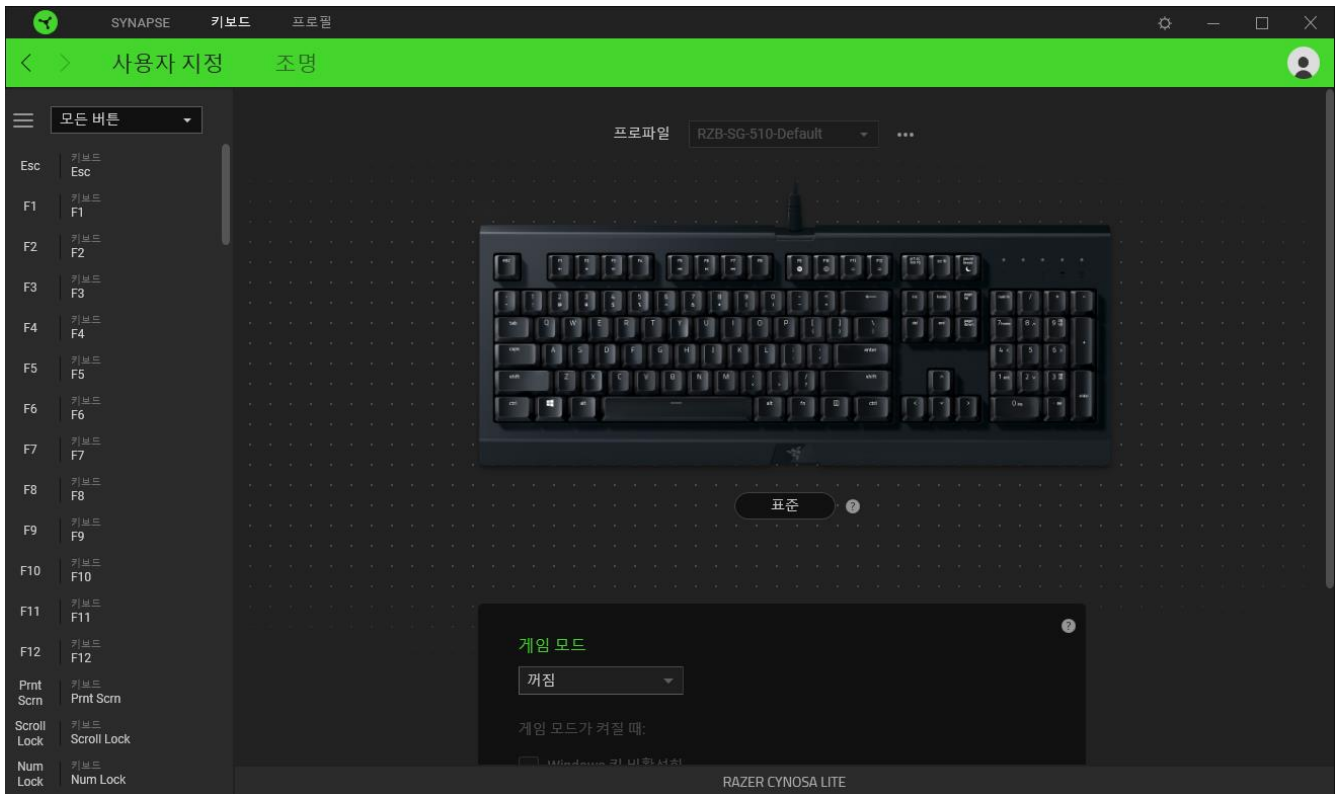 SYNAPSE 키보드 프로필
사용자 지정 조명
모든 버튼
프로파일 RZB-SG-510-Default
Esc 키보드
Esc
F1 키보드
F1
F2 키보드
F2
F3 키보드
F3
F4 키보드
F4
F5 키보드
F5
F6 키보드
F6
F7 키보드
F7
F8 키보드
F8
F9 키보드
F9
F10 키보드
F10
F11 키보드
F11
F12 키보드
F12
Prnt
Scrn
키보드
Prnt Scrn
Scroll
Lock
키보드
Scroll Lock
Num
Lock
키보드
Num Lock
표준
게임 모드
꺼짐
게임 모드가 켜질 때:
Windows 키 비활성화
RAZER CYNOSA LITE